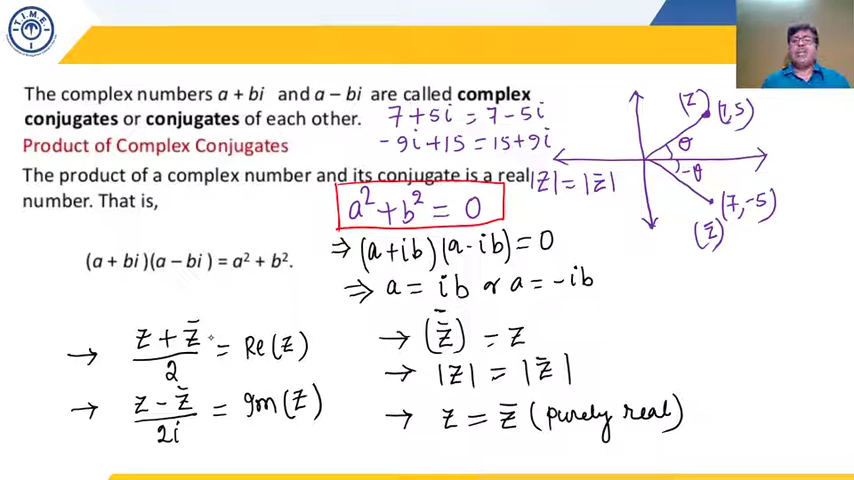 T.I.M.E.
The complex numbers a + bi and a – bi are called complex
conjugates or conjugates of each other.
7+5i = 7-5i
-9i+15 = 15+9i
Product of Complex Conjugates
The product of a complex number and its conjugate is a real
number. That is,
a² + b² = 0
(a + bi )(a – bi ) = a² + b².
⇒ (a+ib)(a-ib) = 0
⇒ a = ib or a = -ib
→ z + z̄ / 2 = Re(z)
→ z - z̄ / 2i = Im(z)
→ (z̄)‾ = z
→ |z| = |z̄|
→ z = z̄ (purely real)
(z)
(7,5)
θ
-θ
|z| = |z̄|
(7,-5)
(z̄)